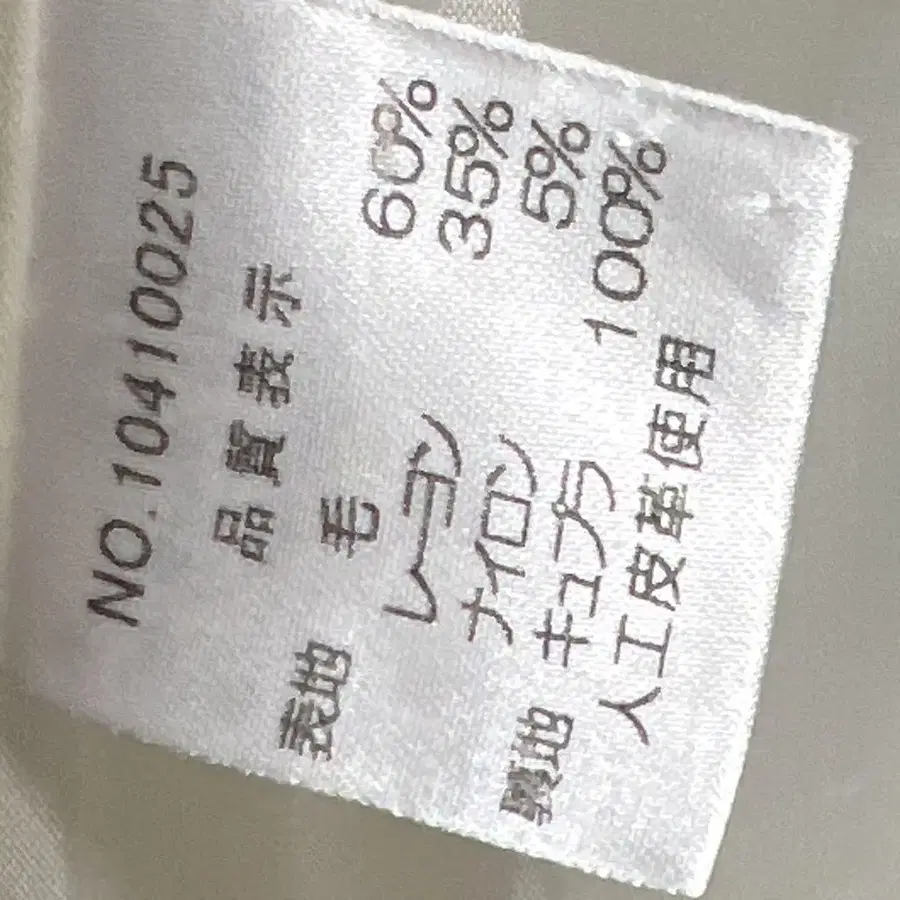 NO.10410025
品質表示
表地 毛 60%
レーヨン 35%
ナイロン 5%
裏地 キュプラ 100%
人工皮革使用